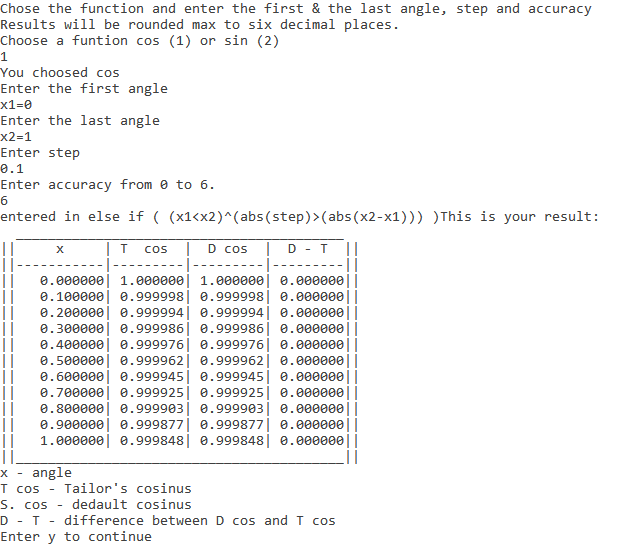 Chose the function and enter the first & the last angle, step and accuracy
Results will be rounded max to six decimal places.
Choose a funtion cos (1) or sin (2)
1
You choosed cos
Enter the first angle
x1=0
Enter the last angle
x2=1
Enter step
0.1
Enter accuracy from 0 to 6.
6
entered in else if ( (x1<x2)^(abs(step)>(abs(x2-x1))) )This is your result:
|| x | T cos | D cos | D - T ||
||-----------|---------|---------|---------||
|| 0.000000| 1.000000| 1.000000| 0.000000||
|| 0.100000| 0.999998| 0.999998| 0.000000||
|| 0.200000| 0.999994| 0.999994| 0.000000||
|| 0.300000| 0.999986| 0.999986| 0.000000||
|| 0.400000| 0.999976| 0.999976| 0.000000||
|| 0.500000| 0.999962| 0.999962| 0.000000||
|| 0.600000| 0.999945| 0.999945| 0.000000||
|| 0.700000| 0.999925| 0.999925| 0.000000||
|| 0.800000| 0.999903| 0.999903| 0.000000||
|| 0.900000| 0.999877| 0.999877| 0.000000||
|| 1.000000| 0.999848| 0.999848| 0.000000||
x - angle
T cos - Tailor's cosinus
S. cos - dedault cosinus
D - T - difference between D cos and T cos
Enter y to continue